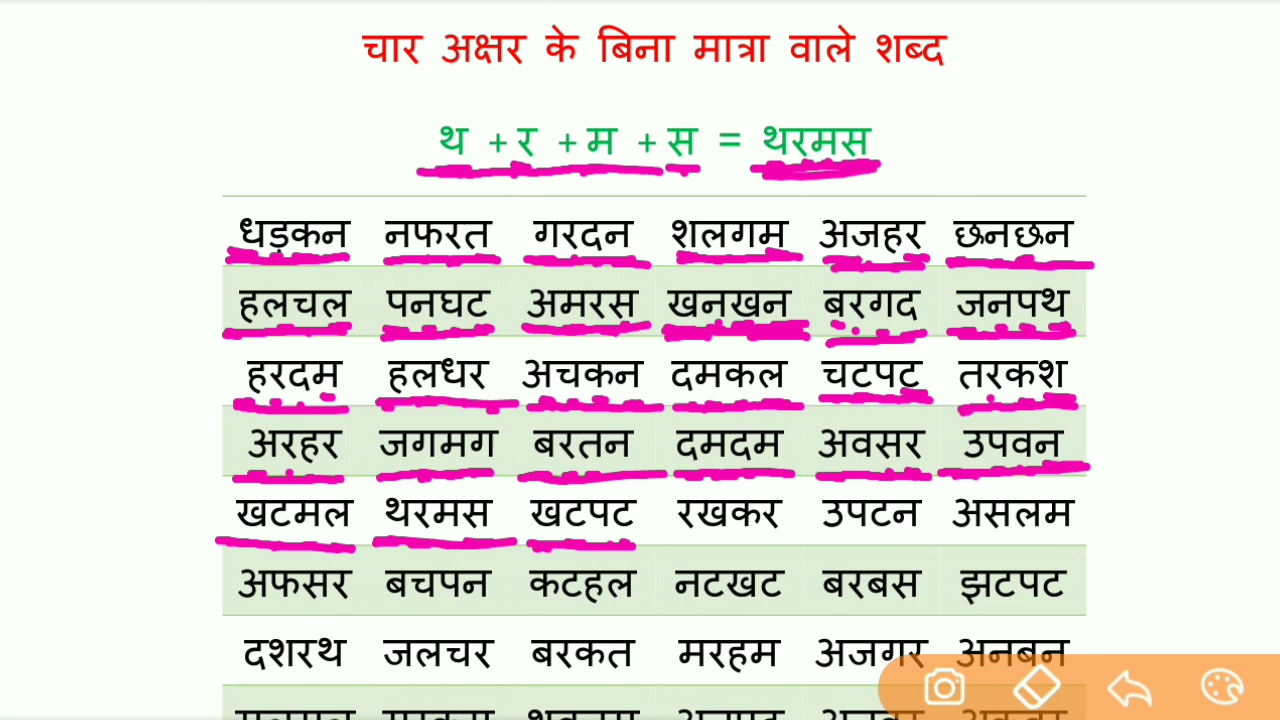 चार अक्षर के बिना मात्रा वाले शब्द
थ + र + म + स = थरमस
धड़कन नफरत गरदन शलगम अजहर छनछन
हलचल पनघट अमरस खनखन बरगद जनपथ
हरदम हलधर अचकन दमकल चटपट तरकश
अरहर जगमग बरतन दमदम अवसर उपवन
खटमल थरमस खटपट रखकर उपटन असलम
अफसर बचपन कटहल नटखट बरबस झटपट
दशरथ जलचर बरकत मरहम अजगर अनबन